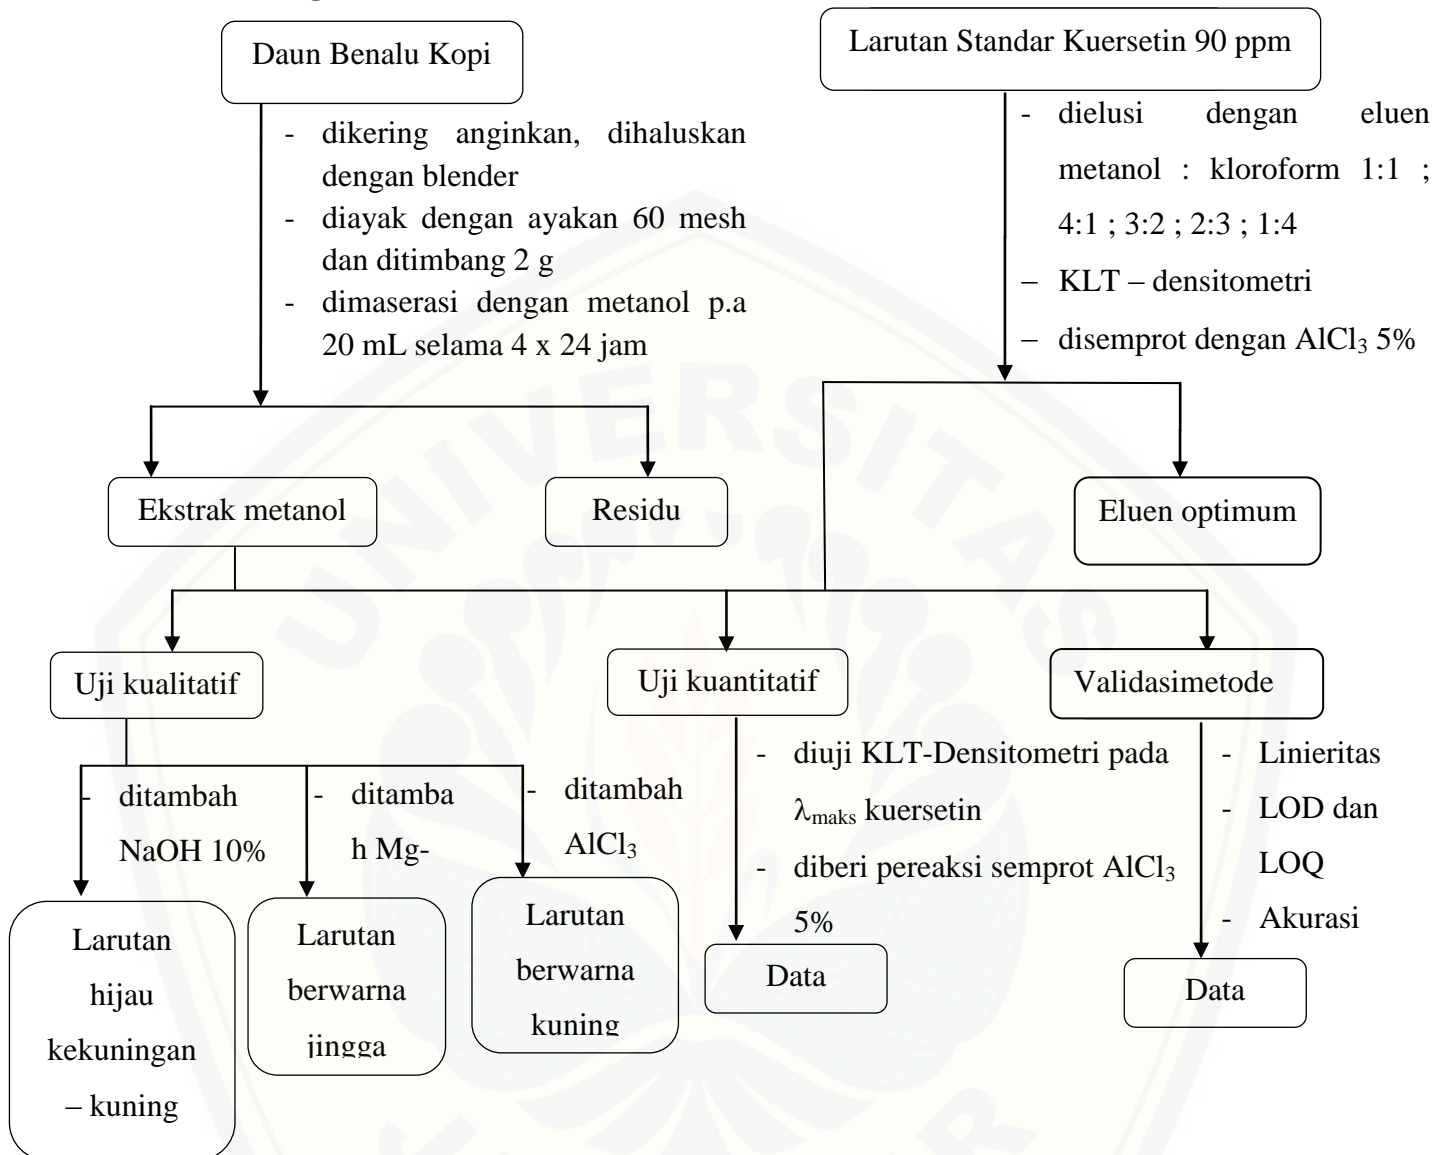 Daun Benalu Kopi
Larutan Standar Kuersetin 90 ppm
- dikering anginkan, dihaluskan
dengan blender
- diayak dengan ayakan 60 mesh
dan ditimbang 2 g
- dimaserasi dengan metanol p.a
20 mL selama 4 x 24 jam
- dielusi dengan eluen
metanol : kloroform 1:1 ;
4:1 ; 3:2 ; 2:3 ; 1:4
– KLT – densitometri
– disemprot dengan AlCl₃ 5%
Ekstrak metanol
Residu
Eluen optimum
Uji kualitatif
Uji kuantitatif
Validasimetode
- ditambah
NaOH 10%
- ditamba
h Mg-
- ditambah
AlCl₃
- diuji KLT-Densitometri pada
λmaks kuersetin
- diberi pereaksi semprot AlCl₃
5%
- Linieritas
- LOD dan
LOQ
- Akurasi
Larutan
hijau
kekuningan
– kuning
Larutan
berwarna
jingga
Larutan
berwarna
kuning
Data
Data
UNIVERSITAS